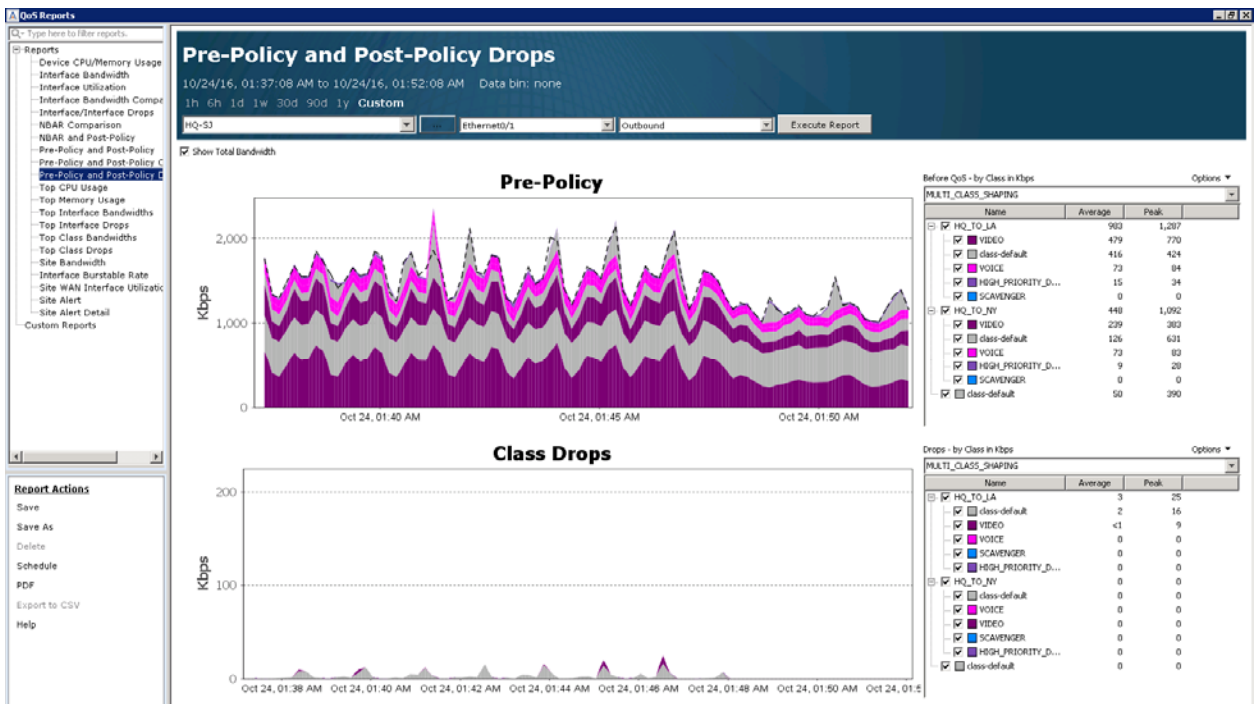 QoS Reports
Type here to filter reports.
Reports
Device CPU/Memory Usage
Interface Bandwidth
Interface Utilization
Interface Bandwidth Compa
Interface/Interface Drops
NBAR Comparison
NBAR and Post-Policy
Pre-Policy and Post-Policy
Pre-Policy and Post-Policy C
Pre-Policy and Post-Policy D
Top CPU Usage
Top Memory Usage
Top Interface Bandwidths
Top Interface Drops
Top Class Bandwidths
Top Class Drops
Site Bandwidth
Interface Burstable Rate
Site WAN Interface Utilizatic
Site Alert
Site Alert Detail
Custom Reports
Report Actions
Save
Save As
Delete
Schedule
PDF
Export to CSV
Help
Pre-Policy and Post-Policy Drops
10/24/16, 01:37:08 AM to 10/24/16, 01:52:08 AM Data bin: none
1h 6h 1d 1w 30d 90d 1y Custom
HQ-SJ ... Ethernet0/1 Outbound Execute Report
Show Total Bandwidth
Pre-Policy
Kbps
2,000
1,000
0
Oct 24, 01:40 AM Oct 24, 01:45 AM Oct 24, 01:50 AM
Before QoS - by Class in Kbps Options
MULTI_CLASS_SHAPING
Name Average Peak
HQ_TO_LA 983 1,287
VIDEO 479 770
class-default 416 424
VOICE 73 84
HIGH_PRIORITY_D... 15 34
SCAVENGER 0 0
HQ_TO_NY 448 1,092
VIDEO 239 383
class-default 126 631
VOICE 73 83
HIGH_PRIORITY_D... 9 28
SCAVENGER 0 0
class-default 50 390
Class Drops
Kbps
200
100
0
Oct 24, 01:38 AM Oct 24, 01:40 AM Oct 24, 01:42 AM Oct 24, 01:44 AM Oct 24, 01:46 AM Oct 24, 01:48 AM Oct 24, 01:50 AM Oct 24, 01:5
Drops - by Class in Kbps Options
MULTI_CLASS_SHAPING
Name Average Peak
HQ_TO_LA 3 25
class-default 2 16
VIDEO <1 9
VOICE 0 0
SCAVENGER 0 0
HIGH_PRIORITY_D... 0 0
HQ_TO_NY 0 0
class-default 0 0
VOICE 0 0
VIDEO 0 0
SCAVENGER 0 0
HIGH_PRIORITY_D... 0 0
class-default 0 0